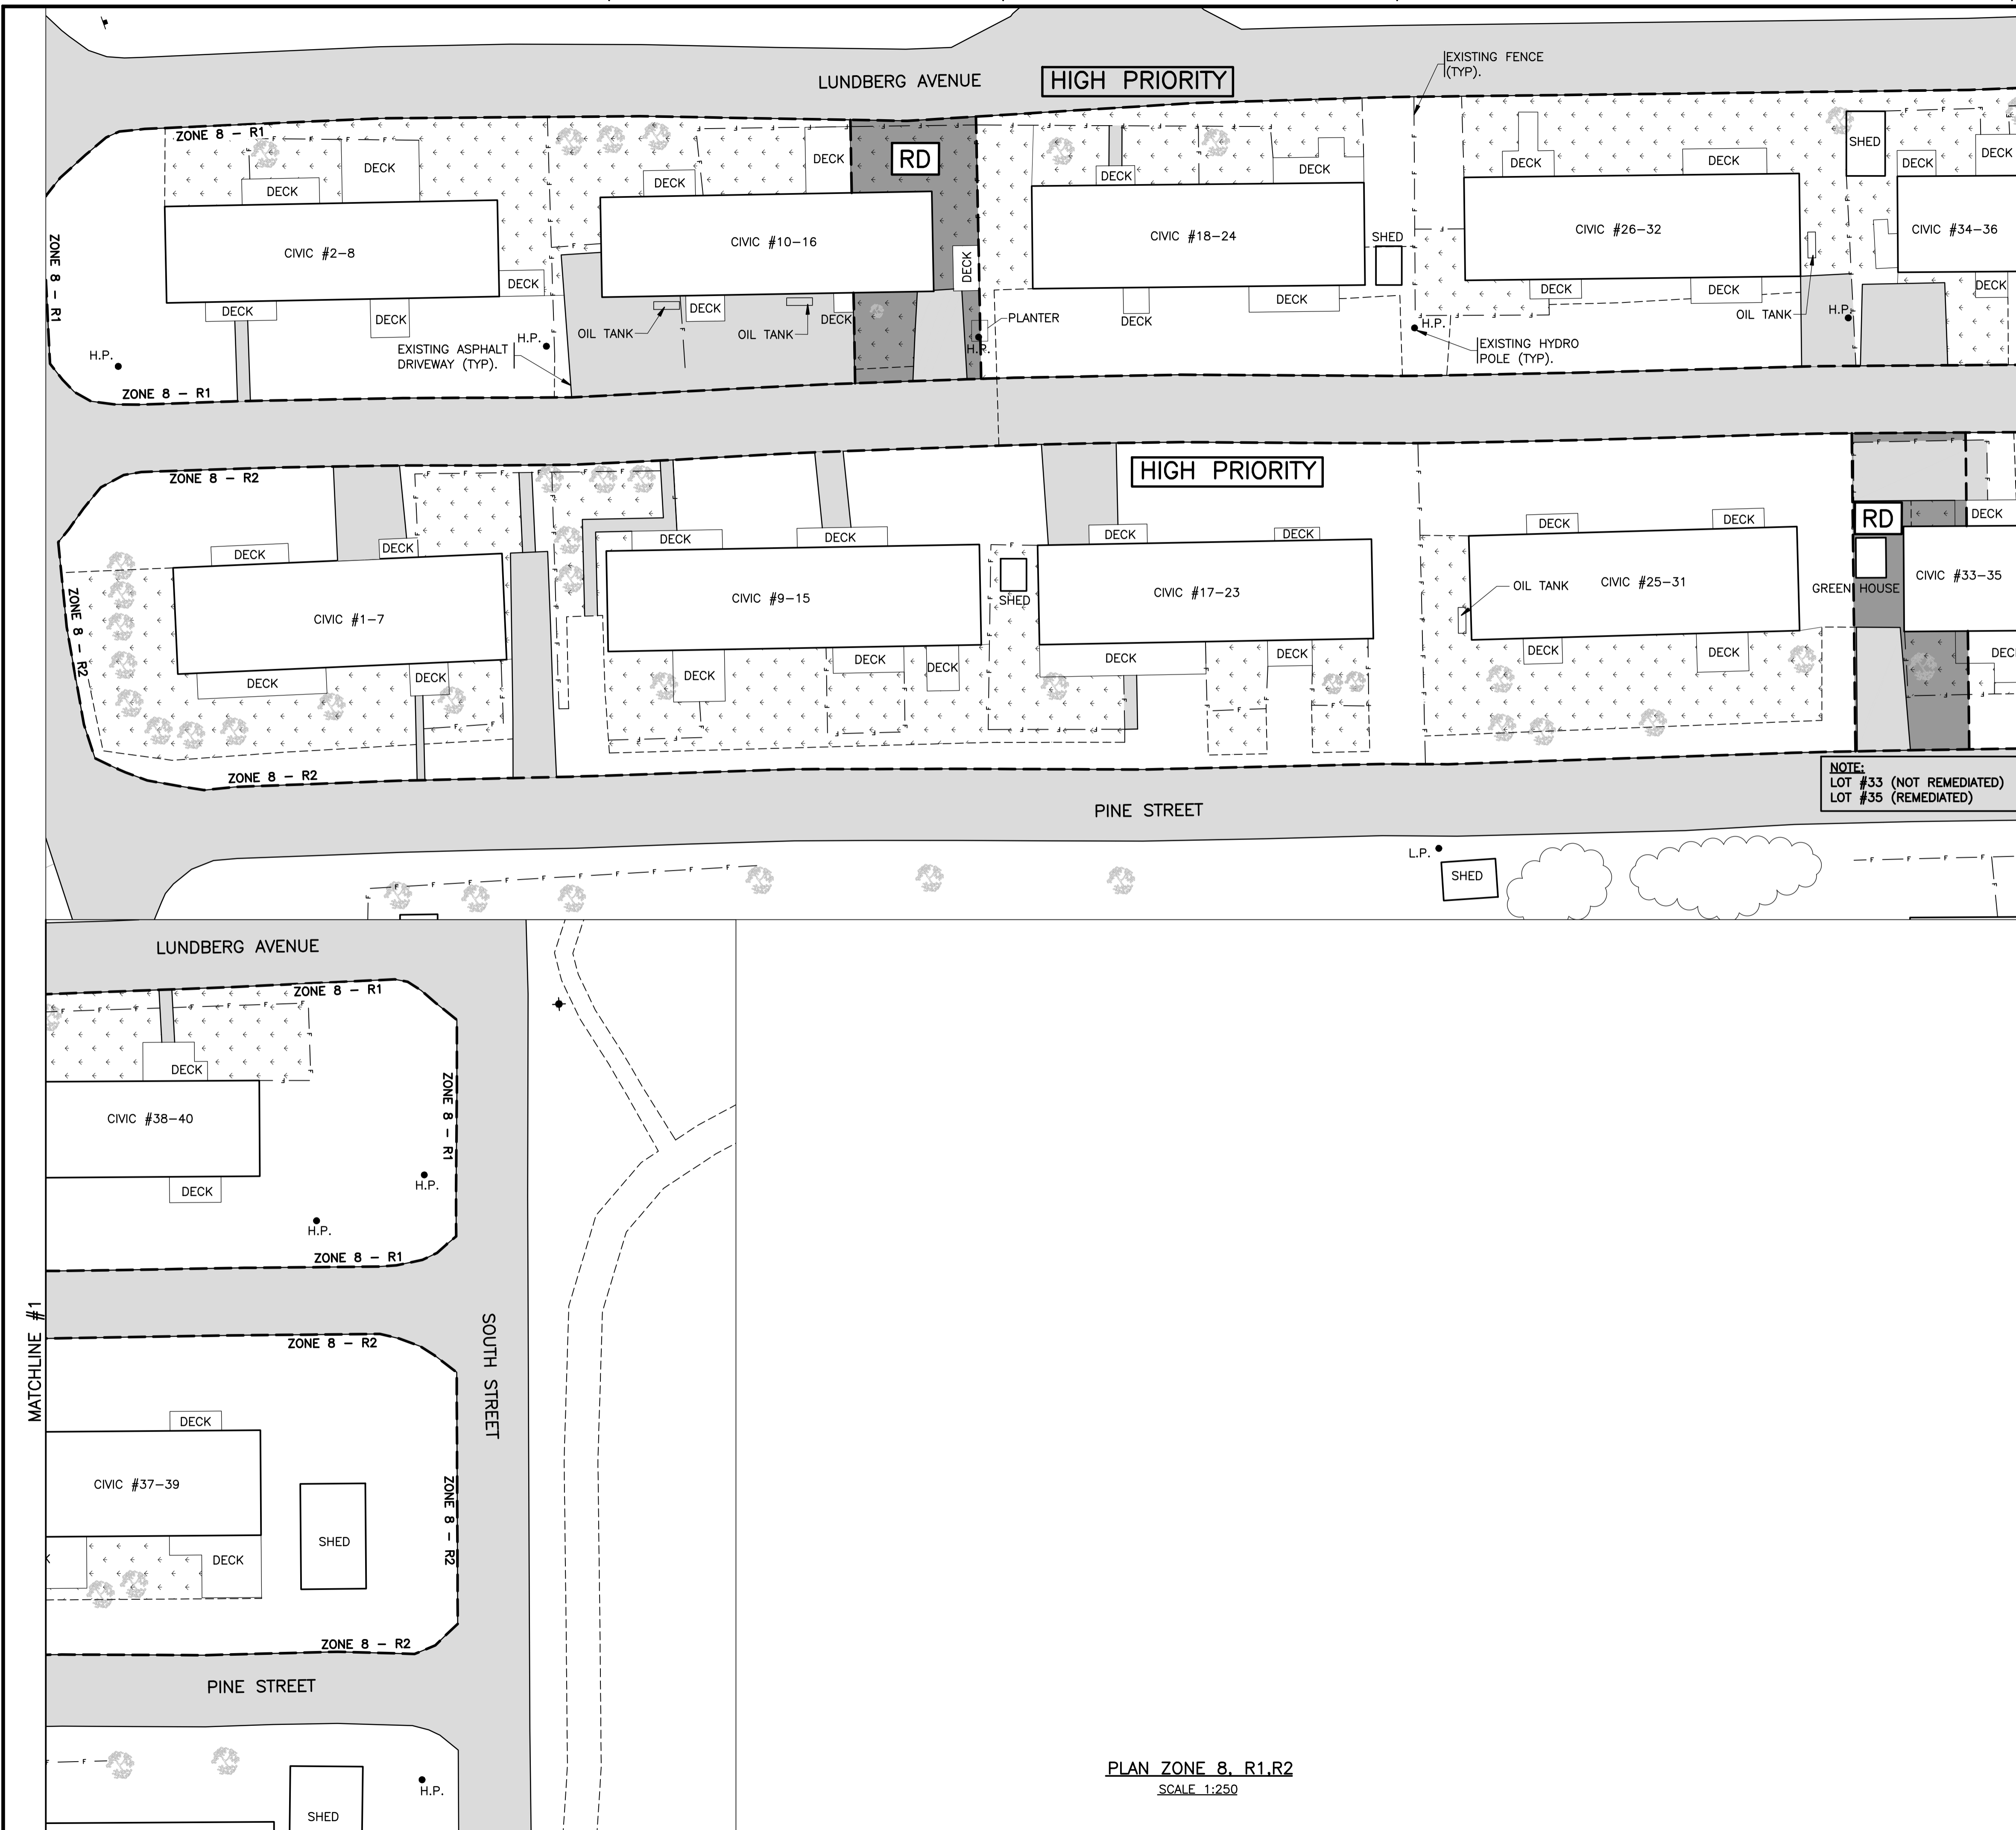 LUNDBERG AVENUE
HIGH PRIORITY
EXISTING FENCE
(TYP).
ZONE 8 - R1
RD
SHED
DECK
DECK
DECK
DECK
DECK
DECK
DECK
DECK
DECK
DECK
DECK
CIVIC #2-8
CIVIC #10-16
CIVIC #18-24
CIVIC #26-32
CIVIC #34-36
SHED
ZONE 8 - R1
DECK
DECK
DECK
DECK
DECK
DECK
DECK
DECK
DECK
DECK
DECK
DECK
DECK
OIL TANK
OIL TANK
PLANTER
OIL TANK
H.P.
H.P.
H.P.
H.P.
H.P.
EXISTING ASPHALT
DRIVEWAY (TYP).
EXISTING HYDRO
POLE (TYP).
ZONE 8 - R1
ZONE 8 - R2
HIGH PRIORITY
RD
DECK
DECK
DECK
DECK
DECK
DECK
DECK
DECK
DECK
CIVIC #1-7
CIVIC #9-15
SHED
CIVIC #17-23
OIL TANK
CIVIC #25-31
GREEN HOUSE
CIVIC #33-35
ZONE 8 - R2
DECK
DECK
DECK
DECK
DECK
DECK
DECK
DECK
DECK
ZONE 8 - R2
NOTE:
LOT #33 (NOT REMEDIATED)
LOT #35 (REMEDIATED)
PINE STREET
L.P.
SHED
LUNDBERG AVENUE
ZONE 8 - R1
DECK
CIVIC #38-40
ZONE 8 - R1
DECK
H.P.
H.P.
ZONE 8 - R1
MATCHLINE #1
SOUTH STREET
ZONE 8 - R2
DECK
CIVIC #37-39
SHED
ZONE 8 - R2
DECK
ZONE 8 - R2
PINE STREET
H.P.
SHED
PLAN ZONE 8, R1,R2
SCALE 1:250